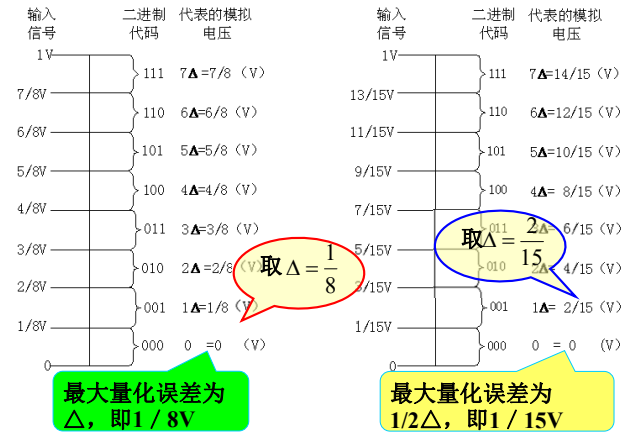 输入
信号
二进制
代码
代表的模拟
电压
1V
111 7Δ=7/8 (V)
7/8V
110 6Δ=6/8 (V)
6/8V
101 5Δ=5/8 (V)
5/8V
100 4Δ=4/8 (V)
4/8V
011 3Δ=3/8 (V)
3/8V
010 2Δ=2/8 (V)
2/8V
001 1Δ=1/8 (V)
1/8V
000 0 =0 (V)
0
取Δ=1/8
最大量化误差为
△，即1／8V
输入
信号
二进制
代码
代表的模拟
电压
1V
111 7Δ=14/15 (V)
13/15V
110 6Δ=12/15 (V)
11/15V
101 5Δ=10/15 (V)
9/15V
100 4Δ= 8/15 (V)
7/15V
011 3Δ= 6/15 (V)
5/15V
010 2Δ= 4/15 (V)
3/15V
001 1Δ= 2/15 (V)
1/15V
000 0 = 0 (V)
0
取Δ=2/15
最大量化误差为
1/2△，即1／15V